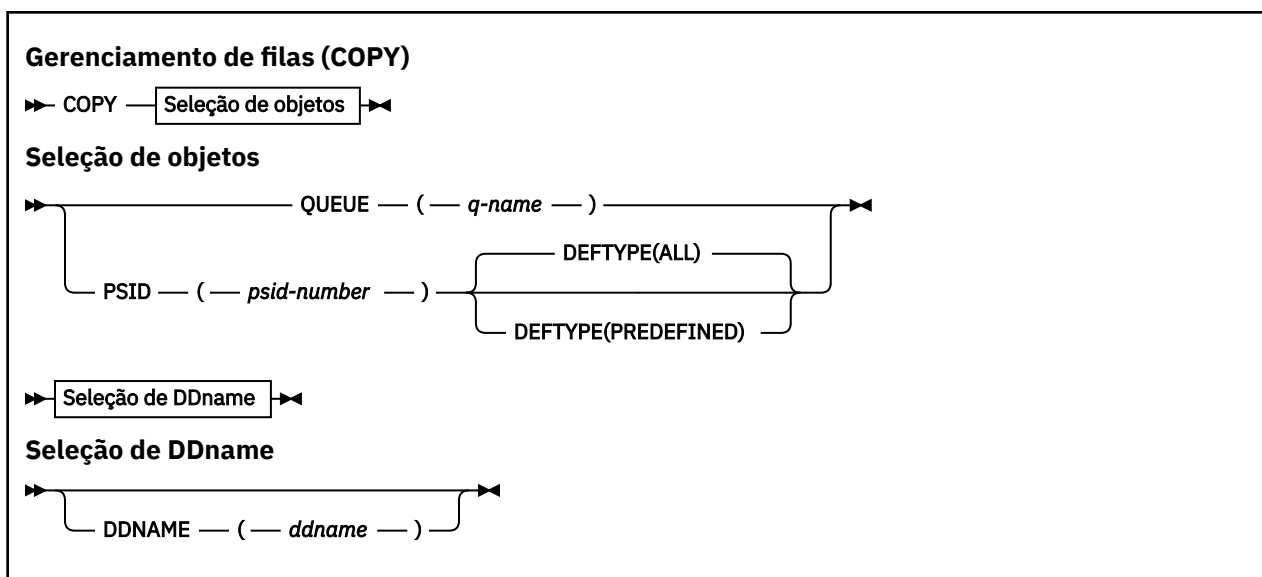 Gerenciamento de filas (COPY)
COPY Seleção de objetos
Seleção de objetos
QUEUE ( q-name )
DEFTYPE(ALL)
PSID ( psid-number )
DEFTYPE(PREDEFINED)
Seleção de DDname
Seleção de DDname
DDNAME ( ddname )